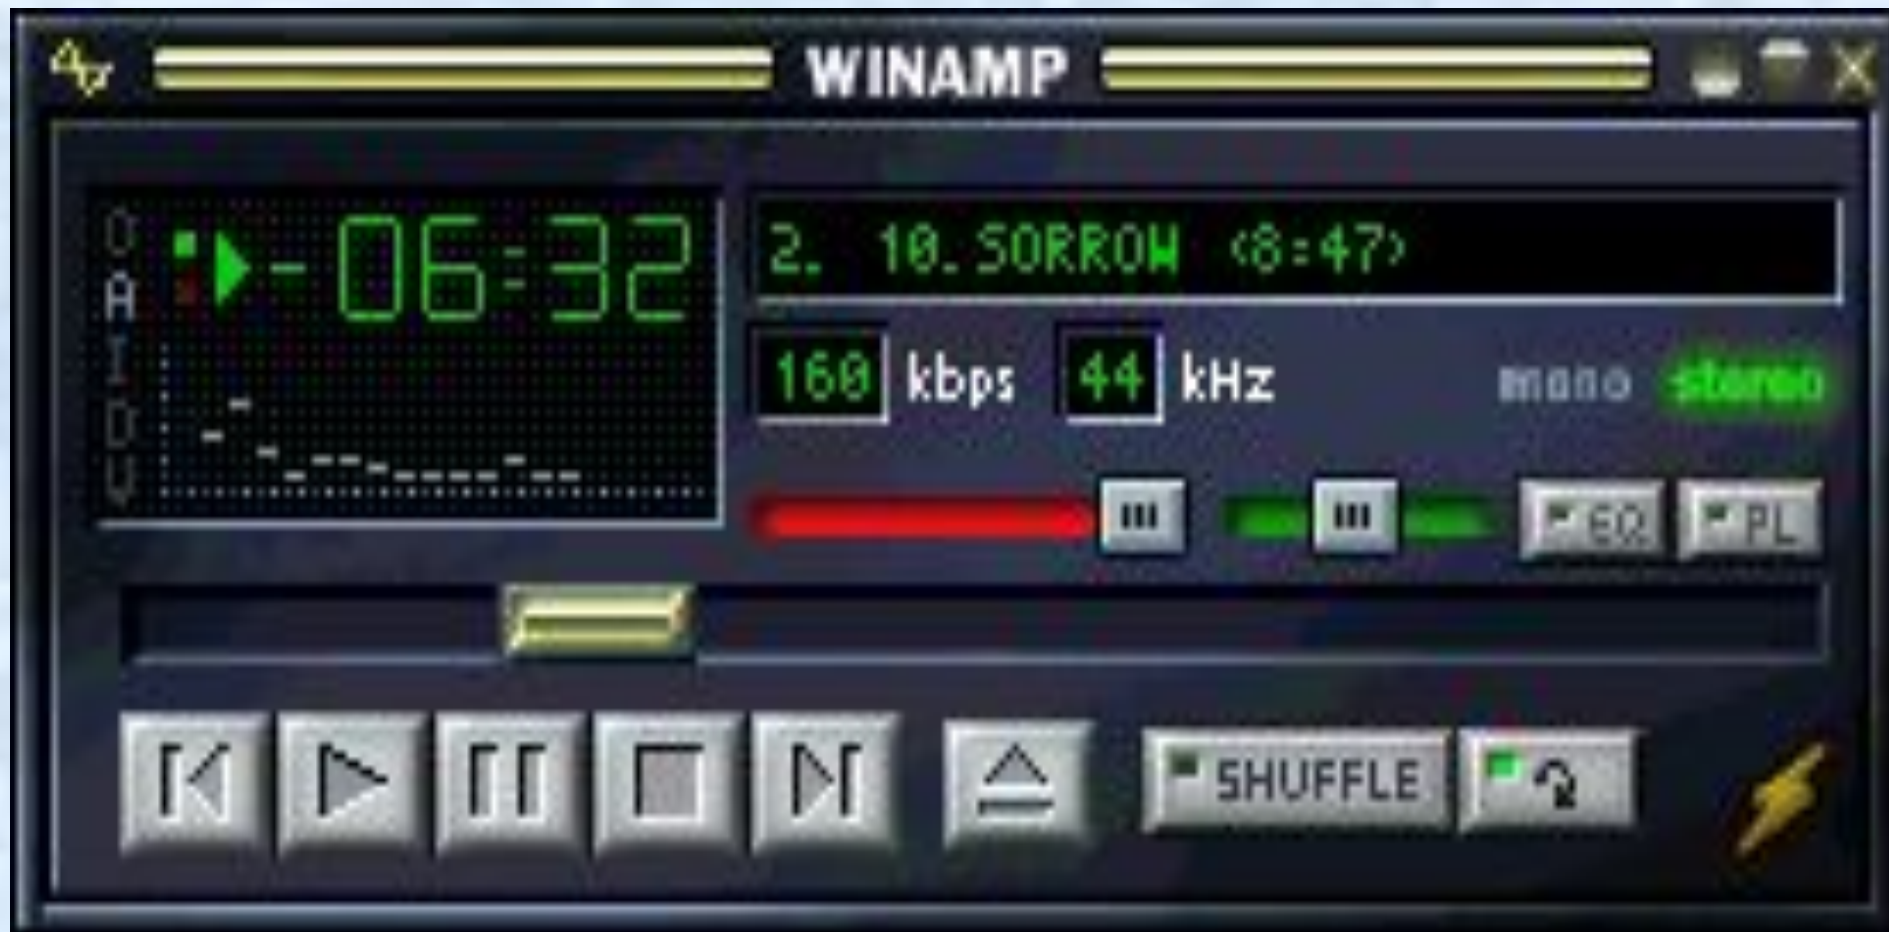 WINAMP
O
A
I
D
V
-06:32
2. 10.SORROW <8:47>
160 kbps 44 kHz mono stereo
EQ PL
SHUFFLE